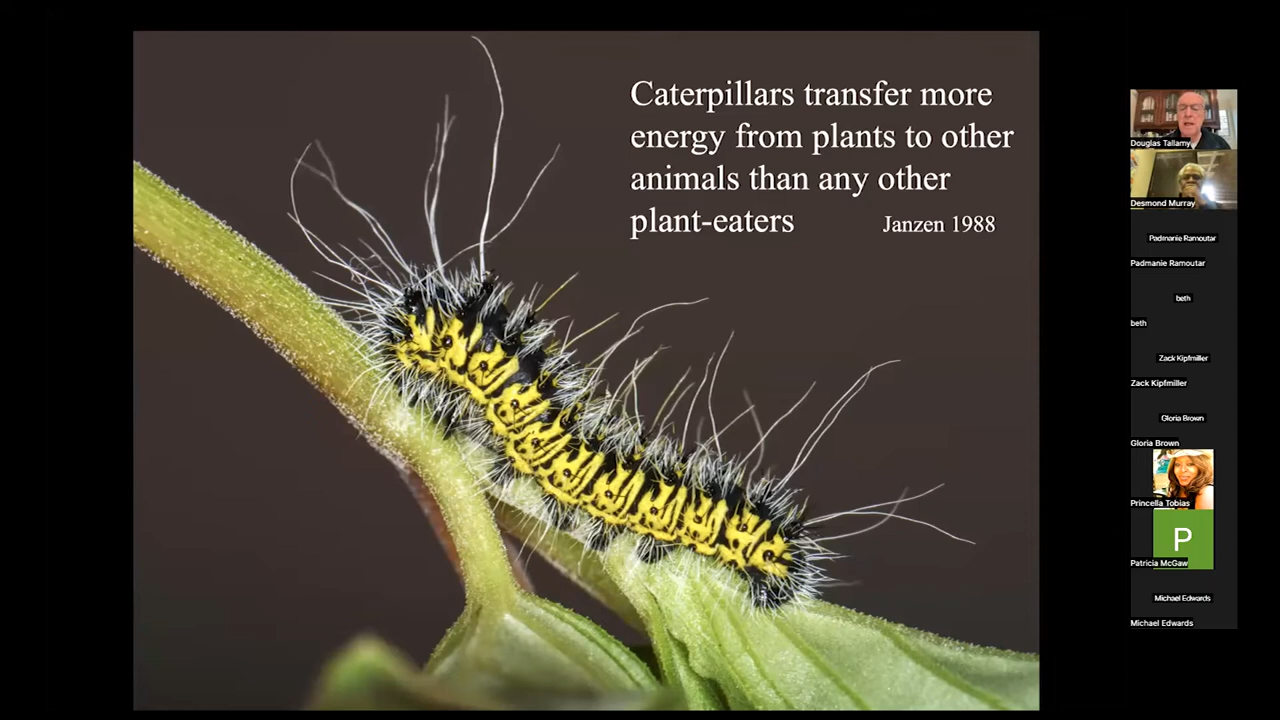 Caterpillars transfer more
energy from plants to other
animals than any other
plant-eaters Janzen 1988
Douglas Tallamy
Desmond Murray
Padmanie Ramoutar
Padmanie Ramoutar
beth
beth
Zack Kipfmiller
Zack Kipfmiller
Gloria Brown
Gloria Brown
Princella Tobias
P
Patricia McGaw
Michael Edwards
Michael Edwards